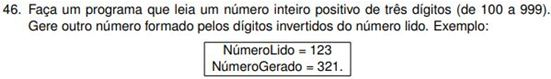 46. Faça um programa que leia um número inteiro positivo de três dígitos (de 100 a 999).
Gere outro número formado pelos dígitos invertidos do número lido. Exemplo:
NúmeroLido = 123
NúmeroGerado = 321.